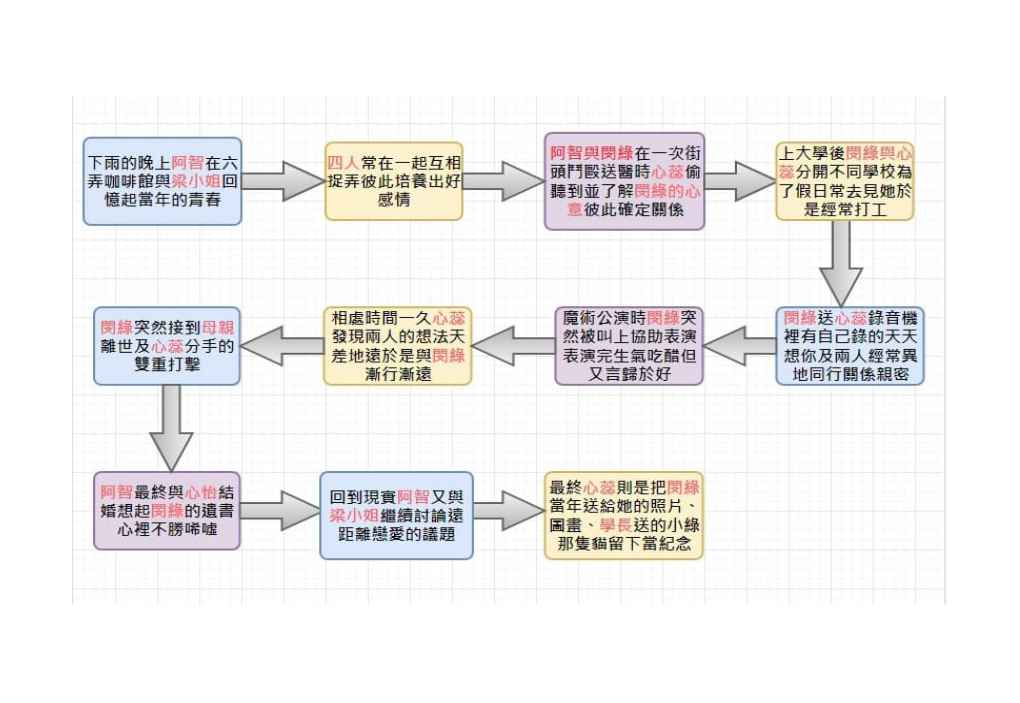 下雨的晚上阿智在六
弄咖啡館與梁小姐回
憶起當年的青春
四人常在一起互相
捉弄彼此培養出好
感情
阿智與閔綠在一次街
頭鬥毆送醫時心蕊偷
聽到並了解閔綠的心
意彼此確定關係
上大學後閔綠與心
蕊分開不同學校為
了假日常去見她於
是經常打工
閔綠送心蕊錄音機
裡有自己錄的天天
想你及兩人經常異
地同行關係親密
魔術公演時閔綠突
然被叫上協助表演
表演完生氣吃醋但
又言歸於好
相處時間一久心蕊
發現兩人的想法天
差地遠於是與閔綠
漸行漸遠
閔綠突然接到母親
離世及心蕊分手的
雙重打擊
阿智最終與心怡結
婚想起閔綠的遺書
心裡不勝唏噓
回到現實阿智又與
梁小姐繼續討論遠
距離戀愛的議題
最終心蕊則是把閔綠
當年送給她的照片、
圖畫、學長送的小綠
那隻貓留下當紀念